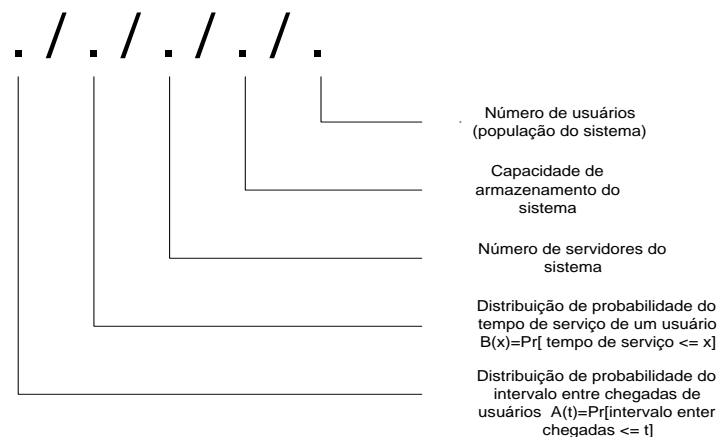 . / . / . / . / .
Número de usuários
(população do sistema)
Capacidade de
armazenamento do
sistema
Número de servidores do
sistema
Distribuição de probabilidade do
tempo de serviço de um usuário
B(x)=Pr[ tempo de serviço <= x]
Distribuição de probabilidade do
intervalo entre chegadas de
usuários A(t)=Pr[intervalo enter
chegadas <= t]